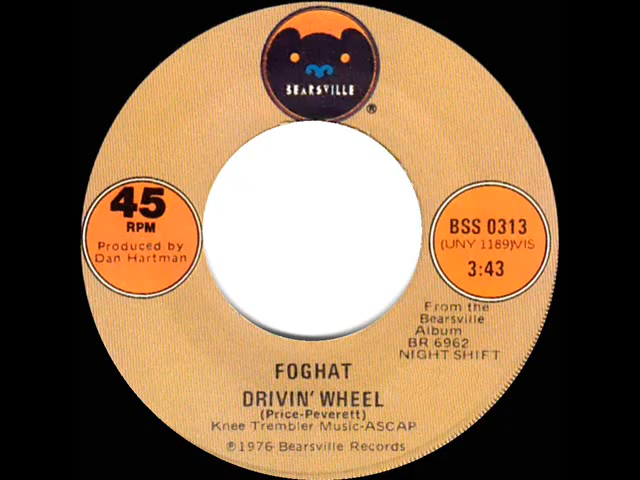 BEARSVILLE
®
45
RPM
Produced by
Dan Hartman
BSS 0313
(UNY 1189)VIS
3:43
From the
Bearsville
Album
BR 6962
NIGHT SHIFT
FOGHAT
DRIVIN' WHEEL
(Price-Peverett)
Knee Trembler Music-ASCAP
℗1976 Bearsville Records